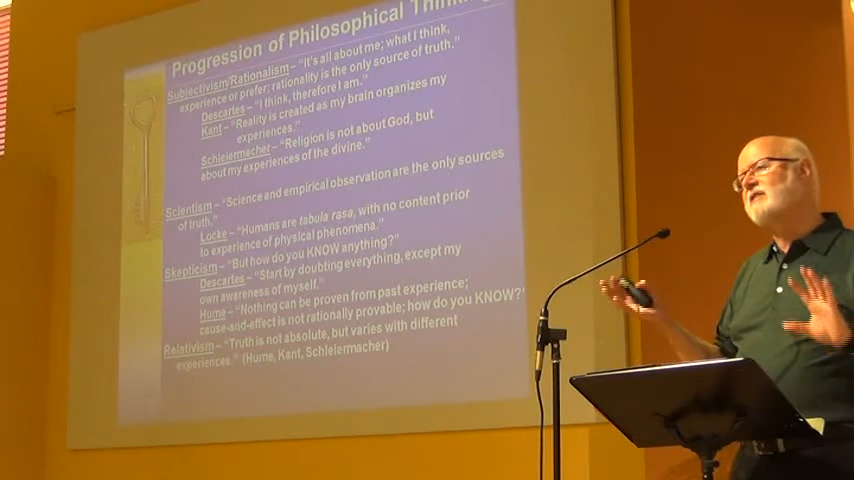 Progression of Philosophical Thinking
Subjectivism/Rationalism – “It's all about me; what I think,
experience or prefer; rationality is the only source of truth.”
Descartes – “I think, therefore I am.”
Kant – “Reality is created as my brain organizes my
experiences.”
Schleiermacher – “Religion is not about God, but
about my experiences of the divine.”
Scientism – “Science and empirical observation are the only sources
of truth.”
Locke – “Humans are tabula rasa, with no content prior
to experience of physical phenomena.”
Skepticism – “But how do you KNOW anything?”
Descartes – “Start by doubting everything, except my
own awareness of myself.”
Hume – “Nothing can be proven from past experience;
cause-and-effect is not rationally provable; how do you KNOW?”
Relativism – “Truth is not absolute, but varies with different
experiences.” (Hume, Kant, Schleiermacher)